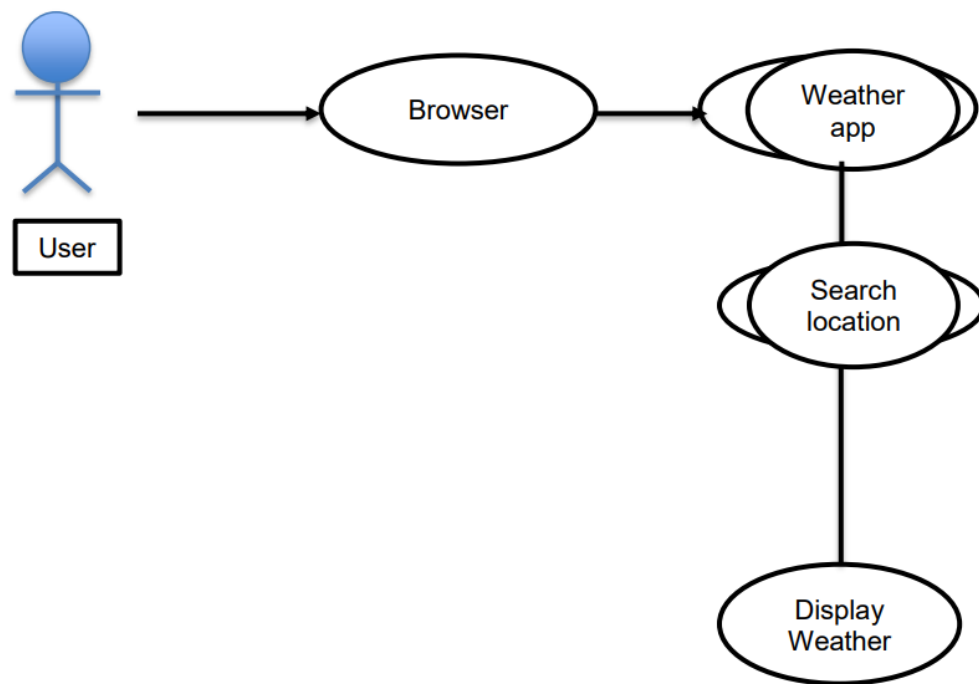 Browser
Weather
app
User
Search
location
Display
Weather